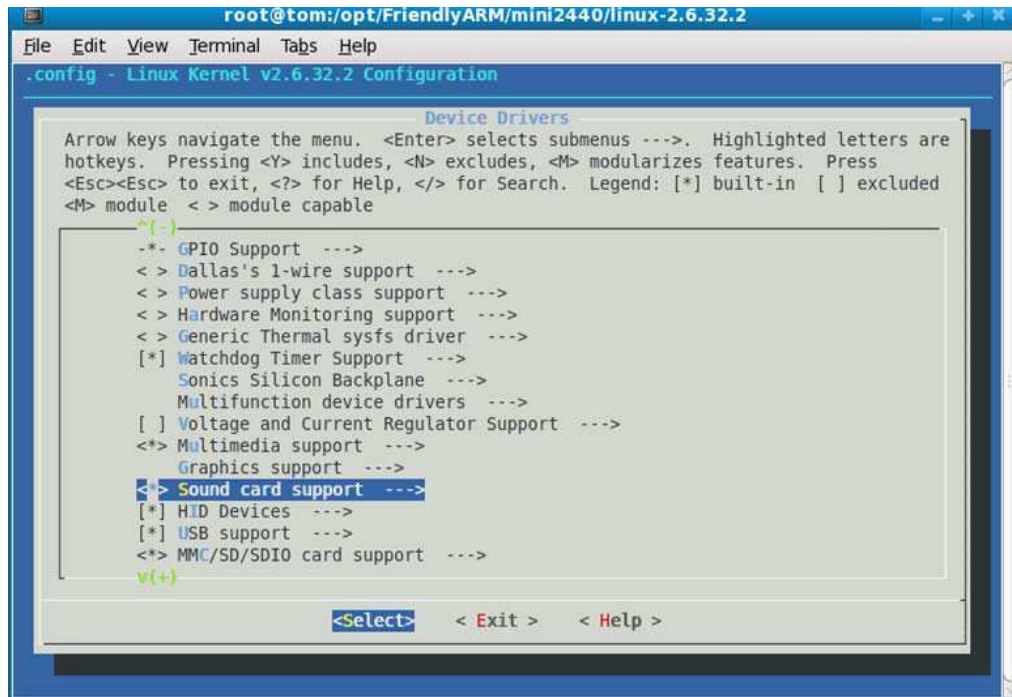 root@tom:/opt/FriendlyARM/mini2440/linux-2.6.32.2
File Edit View Terminal Tabs Help
.config - Linux Kernel v2.6.32.2 Configuration
Device Drivers
Arrow keys navigate the menu. <Enter> selects submenus --->. Highlighted letters are
hotkeys. Pressing <Y> includes, <N> excludes, <M> modularizes features. Press
<Esc><Esc> to exit, <?> for Help, </> for Search. Legend: [*] built-in [ ] excluded
<M> module < > module capable
^(-)
-*- GPIO Support --->
< > Dallas's 1-wire support --->
< > Power supply class support --->
< > Hardware Monitoring support --->
< > Generic Thermal sysfs driver --->
[*] Watchdog Timer Support --->
Sonics Silicon Backplane --->
Multifunction device drivers --->
[ ] Voltage and Current Regulator Support --->
<*> Multimedia support --->
Graphics support --->
<*> Sound card support --->
[*] HID Devices --->
[*] USB support --->
<*> MMC/SD/SDIO card support --->
v(+)
<Select> < Exit > < Help >